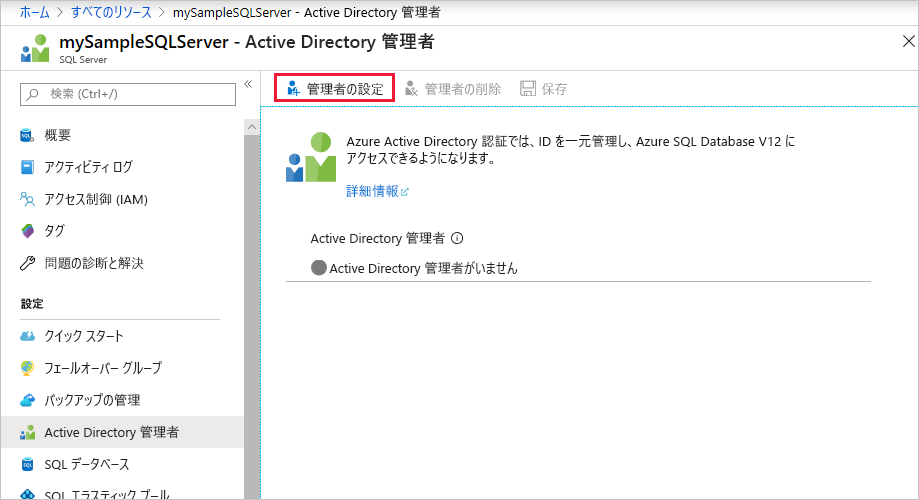 ホーム > すべてのリソース > mySampleSQLServer - Active Directory 管理者
mySampleSQLServer - Active Directory 管理者
SQL Server
検索 (Ctrl+/)
概要
アクティビティ ログ
アクセス制御 (IAM)
タグ
問題の診断と解決
設定
クイック スタート
フェールオーバー グループ
バックアップの管理
Active Directory 管理者
SQL データベース
SQL エラスティック プール
管理者の設定 管理者の削除 保存
Azure Active Directory 認証では、ID を一元管理し、Azure SQL Database V12 に
アクセスできるようになります。
詳細情報
Active Directory 管理者
Active Directory 管理者がいません